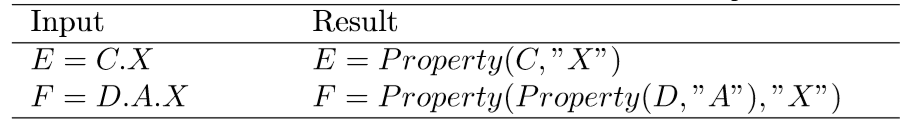 Input Result
E = C.X E = Property(C, ”X”)
F = D.A.X F = Property(Property(D, ”A”), ”X”)